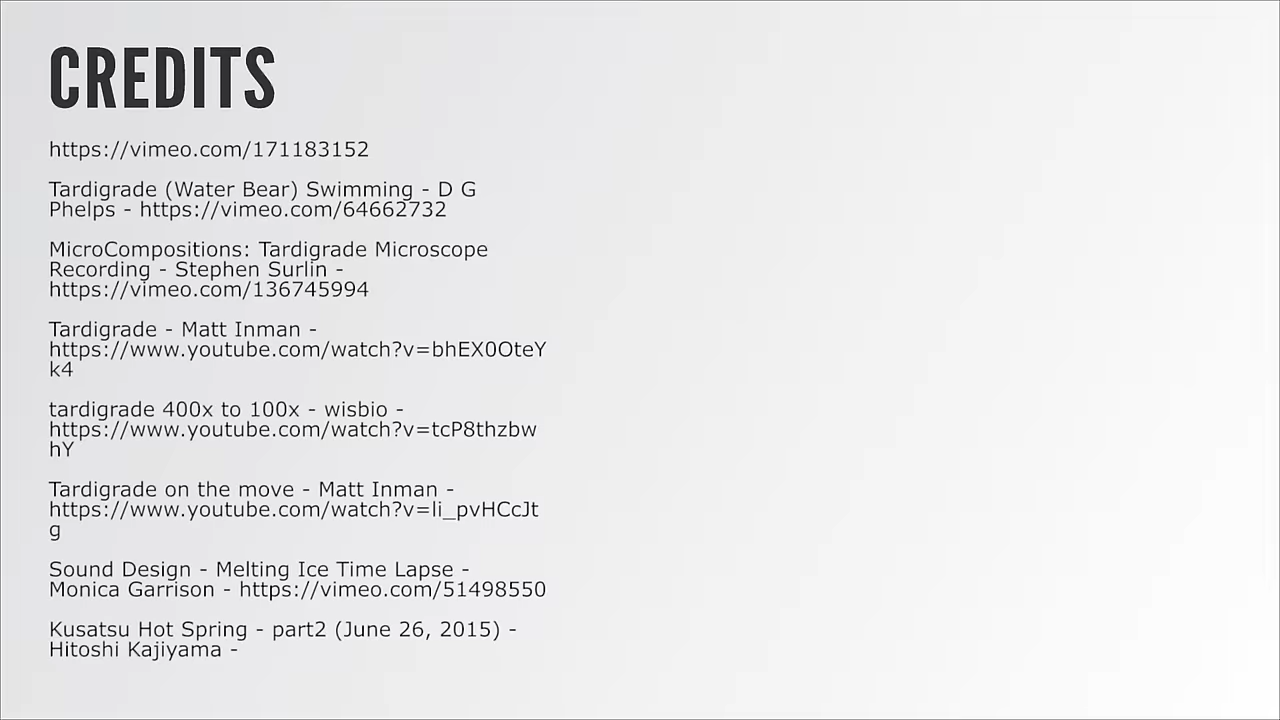 CREDITS
https://vimeo.com/171183152
Tardigrade (Water Bear) Swimming - D G
Phelps - https://vimeo.com/64662732
MicroCompositions: Tardigrade Microscope
Recording - Stephen Surlin -
https://vimeo.com/136745994
Tardigrade - Matt Inman -
https://www.youtube.com/watch?v=bhEX0OteY
k4
tardigrade 400x to 100x - wisbio -
https://www.youtube.com/watch?v=tcP8thzbw
hY
Tardigrade on the move - Matt Inman -
https://www.youtube.com/watch?v=li_pvHCcJt
g
Sound Design - Melting Ice Time Lapse -
Monica Garrison - https://vimeo.com/51498550
Kusatsu Hot Spring - part2 (June 26, 2015) -
Hitoshi Kajiyama -